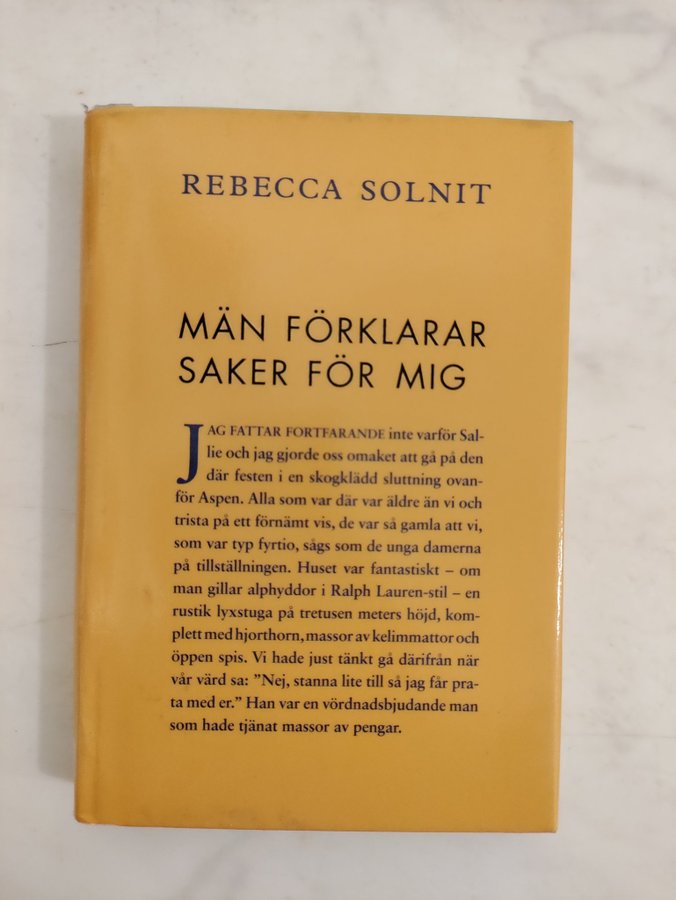 REBECCA SOLNIT
MÄN FÖRKLARAR
SAKER FÖR MIG
JAG FATTAR FORTFARANDE inte varför Sal-
lie och jag gjorde oss omaket att gå på den
där festen i en skogklädd sluttning ovan-
för Aspen. Alla som var där var äldre än vi och
trista på ett förnämt vis, de var så gamla att vi,
som var typ fyrtio, sågs som de unga damerna
på tillställningen. Huset var fantastiskt – om
man gillar alphyddor i Ralph Lauren-stil – en
rustik lyxstuga på tretusen meters höjd, kom-
plett med hjorthorn, massor av kelimmattor och
öppen spis. Vi hade just tänkt gå därifrån när
vår värd sa: ”Nej, stanna lite till så jag får pra-
ta med er.” Han var en vördnadsbjudande man
som hade tjänat massor av pengar.